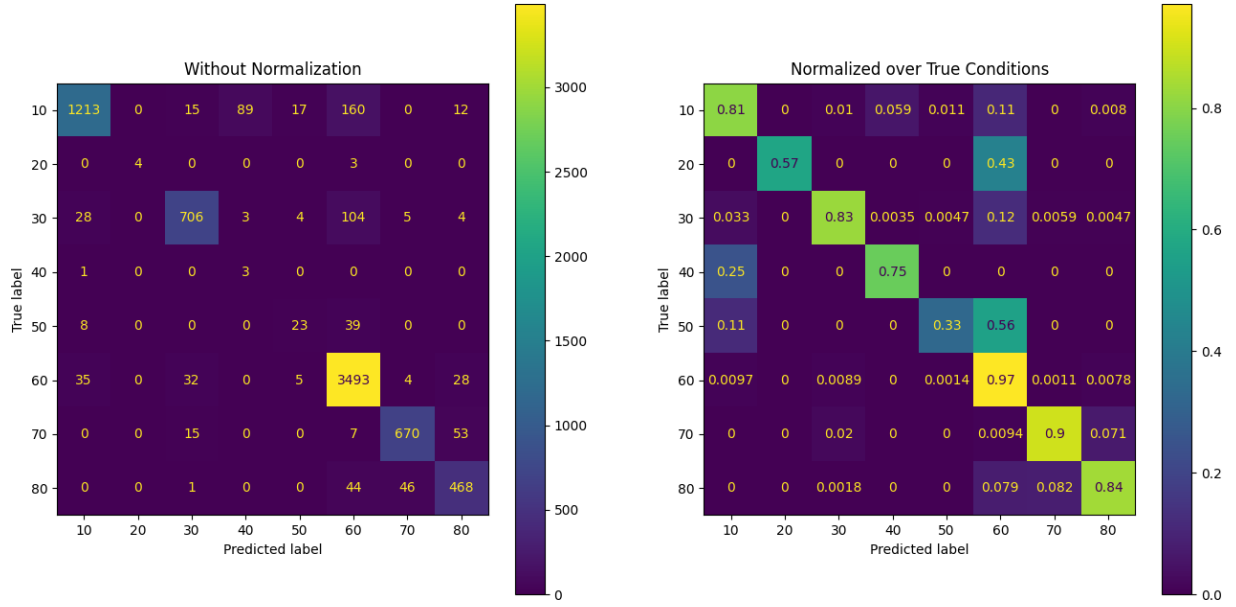 Without Normalization
True label
10 1213 0 15 89 17 160 0 12
20 0 4 0 0 0 3 0 0
30 28 0 706 3 4 104 5 4
40 1 0 0 3 0 0 0 0
50 8 0 0 0 23 39 0 0
60 35 0 32 0 5 3493 4 28
70 0 0 15 0 0 7 670 53
80 0 0 1 0 0 44 46 468
10 20 30 40 50 60 70 80
Predicted label
3000
2500
2000
1500
1000
500
0
Normalized over True Conditions
True label
10 0.81 0 0.01 0.059 0.011 0.11 0 0.008
20 0 0.57 0 0 0 0.43 0 0
30 0.033 0 0.83 0.0035 0.0047 0.12 0.0059 0.0047
40 0.25 0 0 0.75 0 0 0 0
50 0.11 0 0 0 0.33 0.56 0 0
60 0.0097 0 0.0089 0 0.0014 0.97 0.0011 0.0078
70 0 0 0.02 0 0 0.0094 0.9 0.071
80 0 0 0.0018 0 0 0.079 0.082 0.84
10 20 30 40 50 60 70 80
Predicted label
0.8
0.6
0.4
0.2
0.0